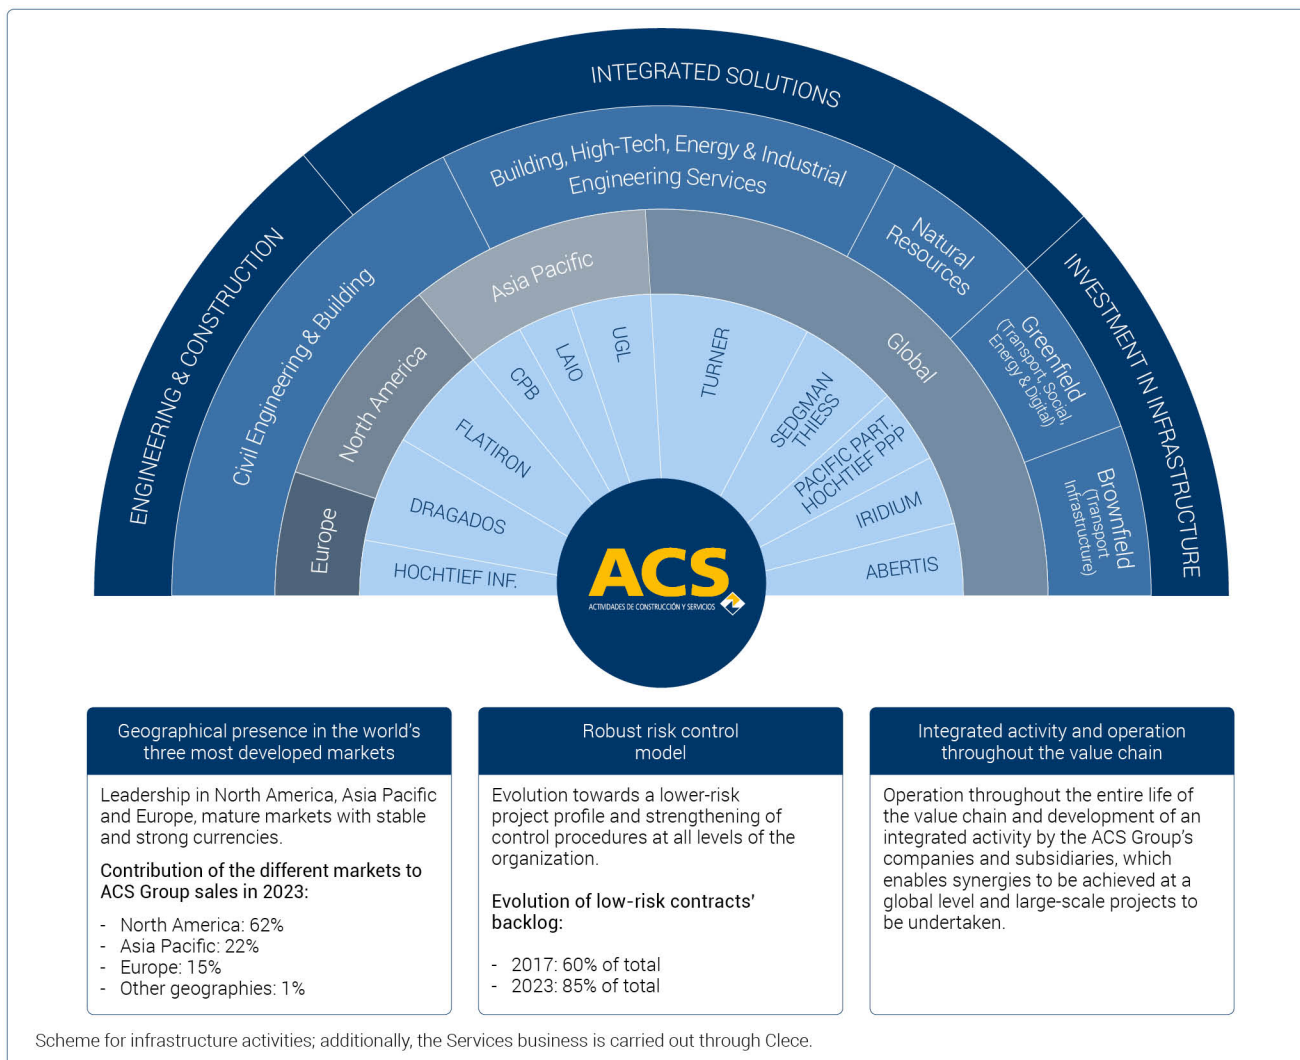 INTEGRATED SOLUTIONS
ENGINEERING & CONSTRUCTION
INVESTMENT IN INFRASTRUCTURE
Civil Engineering & Building
Building, High-Tech, Energy & Industrial
Engineering Services
Natural
Resources
Greenfield
(Transport, Social,
Energy & Digital)
Brownfield
(Transport
Infrastructure)
Europe
North America
Asia Pacific
Global
HOCHTIEF INF.
DRAGADOS
FLATIRON
CPB
LAIO
UGL
TURNER
SEDGMAN
THIESS
PACIFIC PART.
HOCHTIEF PPP
IRIDIUM
ABERTIS
ACS
ACTIVIDADES DE CONSTRUCCIÓN Y SERVICIOS
Geographical presence in the world's
three most developed markets
Leadership in North America, Asia Pacific
and Europe, mature markets with stable
and strong currencies.
Contribution of the different markets to
ACS Group sales in 2023:
- North America: 62%
- Asia Pacific: 22%
- Europe: 15%
- Other geographies: 1%
Robust risk control
model
Evolution towards a lower-risk
project profile and strengthening of
control procedures at all levels of the
organization.
Evolution of low-risk contracts'
backlog:
- 2017: 60% of total
- 2023: 85% of total
Integrated activity and operation
throughout the value chain
Operation throughout the entire life of
the value chain and development of an
integrated activity by the ACS Group's
companies and subsidiaries, which
enables synergies to be achieved at a
global level and large-scale projects to
be undertaken.
Scheme for infrastructure activities; additionally, the Services business is carried out through Clece.